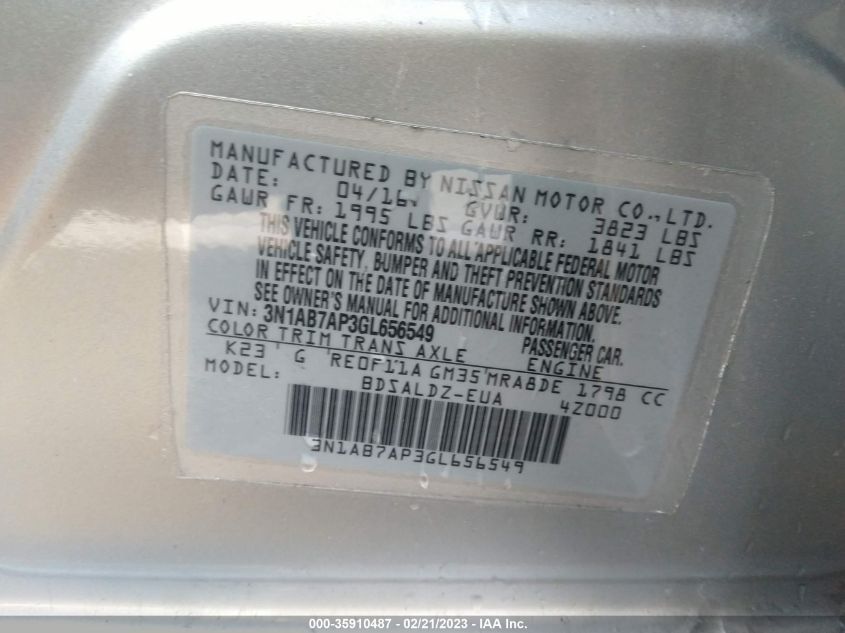 MANUFACTURED BY NISSAN MOTOR CO., LTD.
DATE: 04/16 GVWR: 3823 LBS
GAWR FR: 1995 LBS GAWR RR: 1841 LBS
THIS VEHICLE CONFORMS TO ALL APPLICABLE FEDERAL MOTOR
VEHICLE SAFETY, BUMPER AND THEFT PREVENTION STANDARDS
IN EFFECT ON THE DATE OF MANUFACTURE SHOWN ABOVE.
SEE OWNER'S MANUAL FOR ADDITIONAL INFORMATION.
VIN: 3N1AB7AP3GL656549 PASSENGER CAR.
COLOR TRIM TRANS AXLE ENGINE
K23 G RE0F11A GM35 MRA8DE 1798 CC
MODEL: BDSALDZ-EUA 4Z000
3N1AB7AP3GL656549
000-35910487 - 02/21/2023 - IAA Inc.